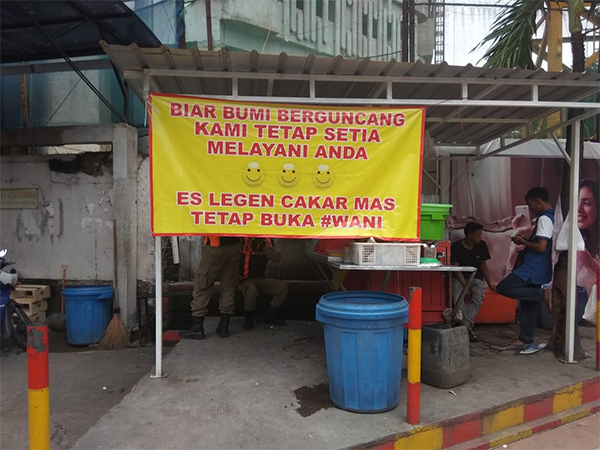 BIAR BUMI BERGUNCANG
KAMI TETAP SETIA
MELAYANI ANDA
ES LEGEN CAKAR MAS
TETAP BUKA #WANI